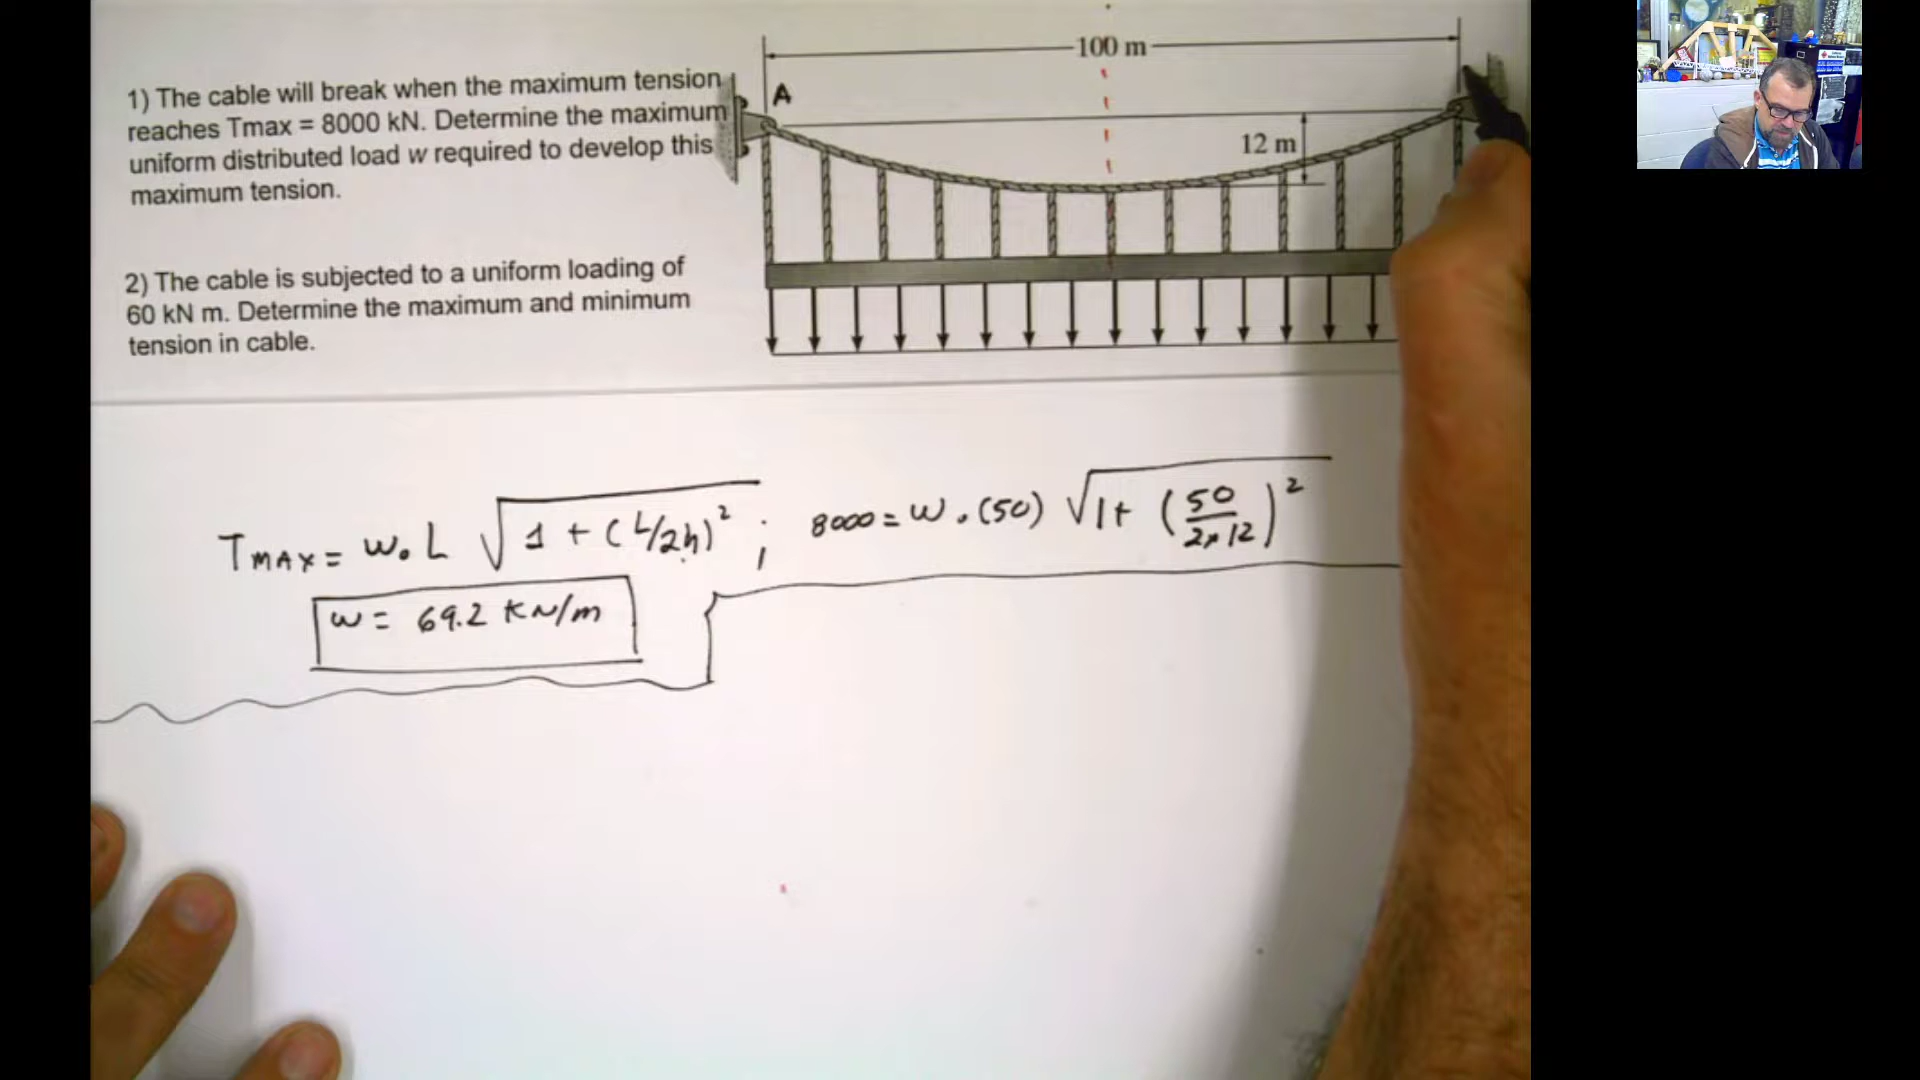 1) The cable will break when the maximum tension
reaches Tmax = 8000 kN. Determine the maximum
uniform distributed load w required to develop this
maximum tension.
2) The cable is subjected to a uniform loading of
60 kN m. Determine the maximum and minimum
tension in cable.
100 m
A
12 m
TMAX = w₀ L √(1 + (L/2h)²) ; 8000 = w . (50) √(1+ (50/2x12)²)
w = 69.2 KN/m